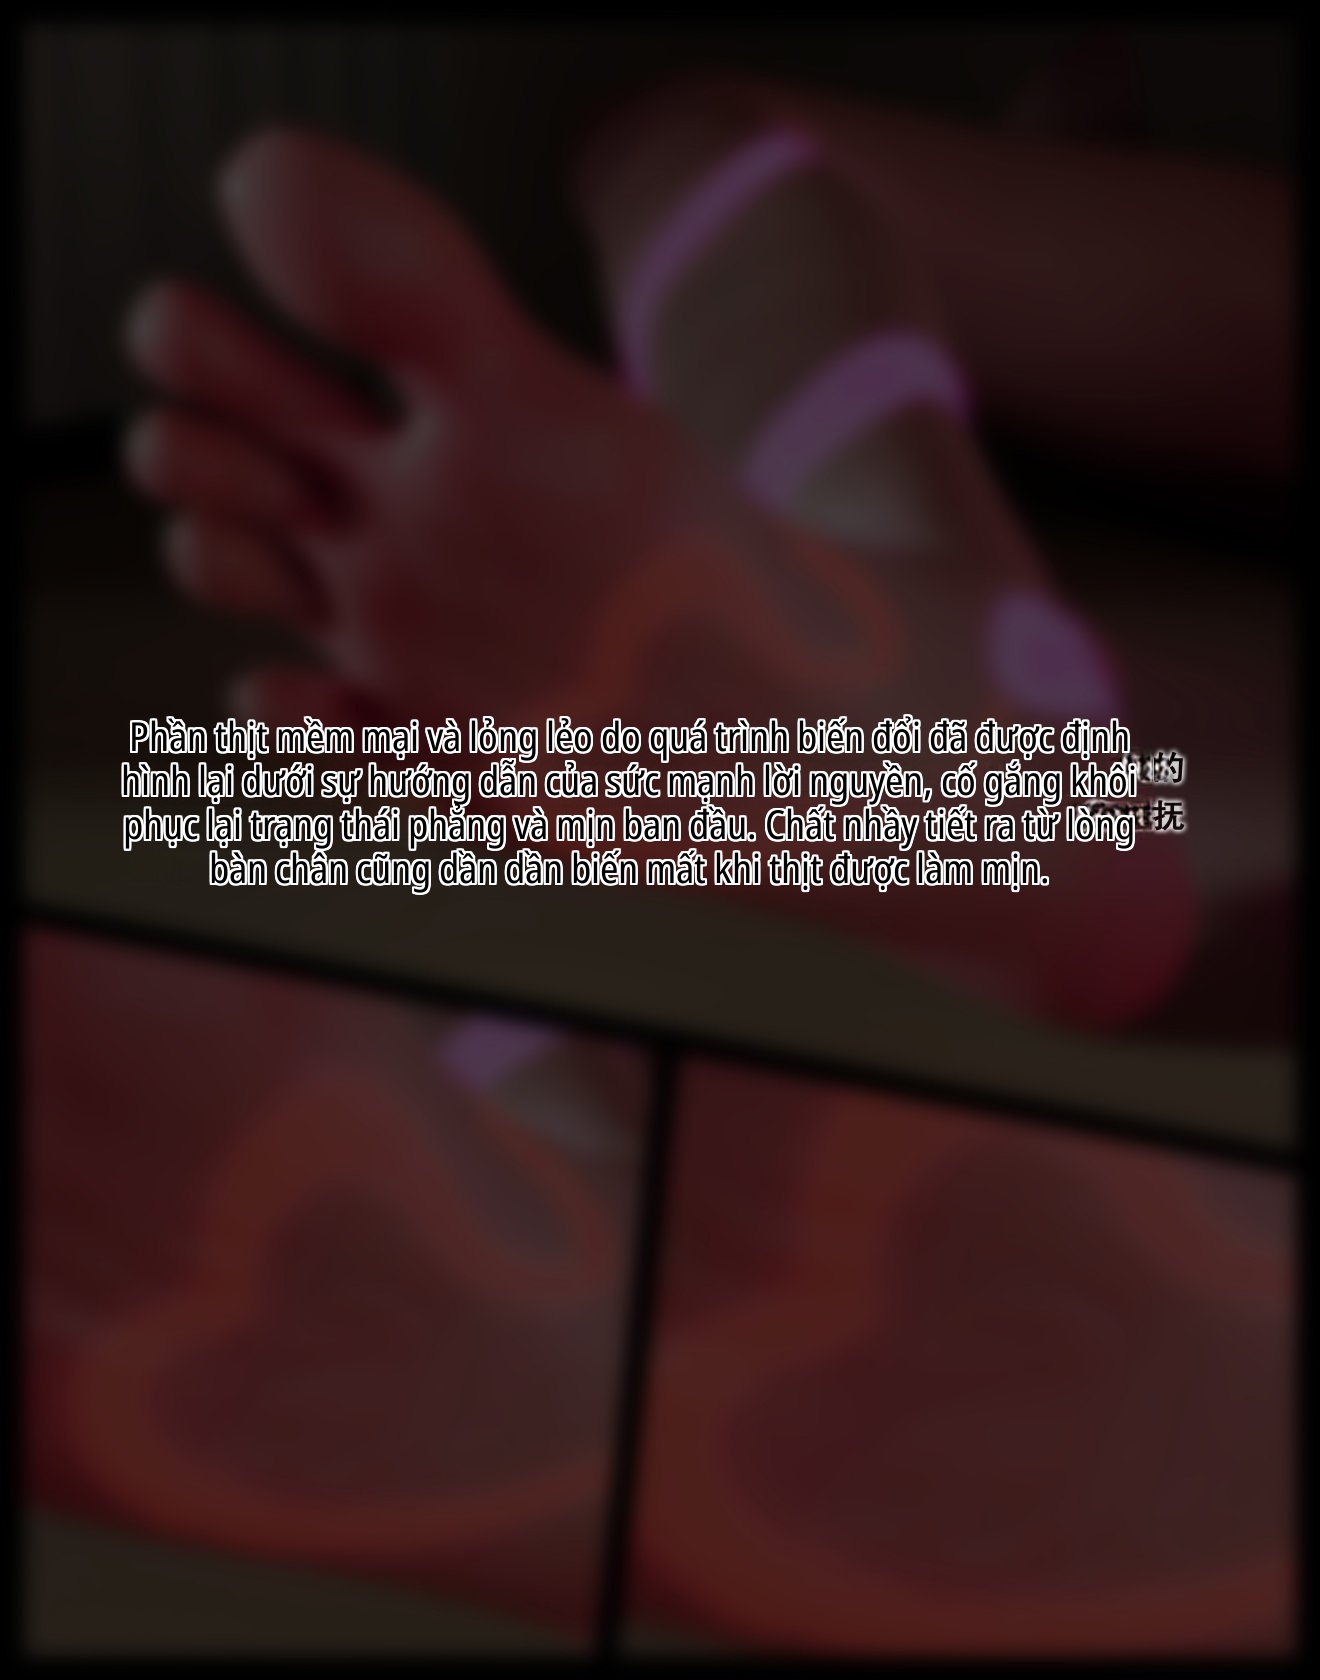 Phần thịt mềm mại và lỏng lẻo do quá trình biến đổi đã được định
hình lại dưới sự hướng dẫn của sức mạnh lời nguyền, cố gắng khôi
phục lại trạng thái phẳng và mịn ban đầu. Chất nhầy tiết ra từ lòng
bàn chân cũng dần dần biến mất khi thịt được làm mịn.
的
抚